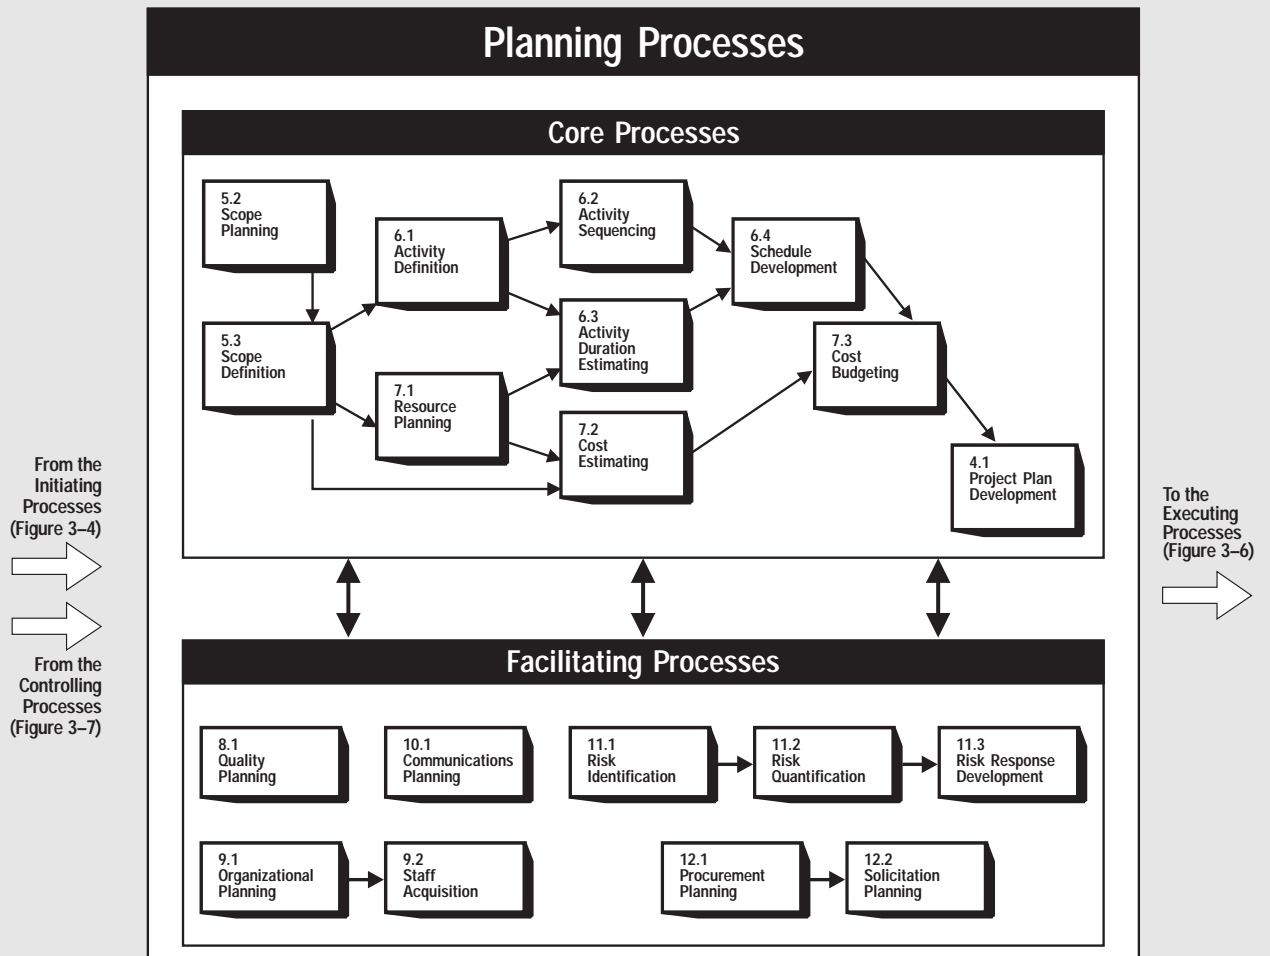 Planning Processes
Core Processes
5.2
Scope
Planning
5.3
Scope
Definition
6.1
Activity
Definition
7.1
Resource
Planning
6.2
Activity
Sequencing
6.3
Activity
Duration
Estimating
7.2
Cost
Estimating
6.4
Schedule
Development
7.3
Cost
Budgeting
4.1
Project Plan
Development
From the
Initiating
Processes
(Figure 3–4)
From the
Controlling
Processes
(Figure 3–7)
To the
Executing
Processes
(Figure 3–6)
Facilitating Processes
8.1
Quality
Planning
10.1
Communications
Planning
11.1
Risk
Identification
11.2
Risk
Quantification
11.3
Risk Response
Development
9.1
Organizational
Planning
9.2
Staff
Acquisition
12.1
Procurement
Planning
12.2
Solicitation
Planning